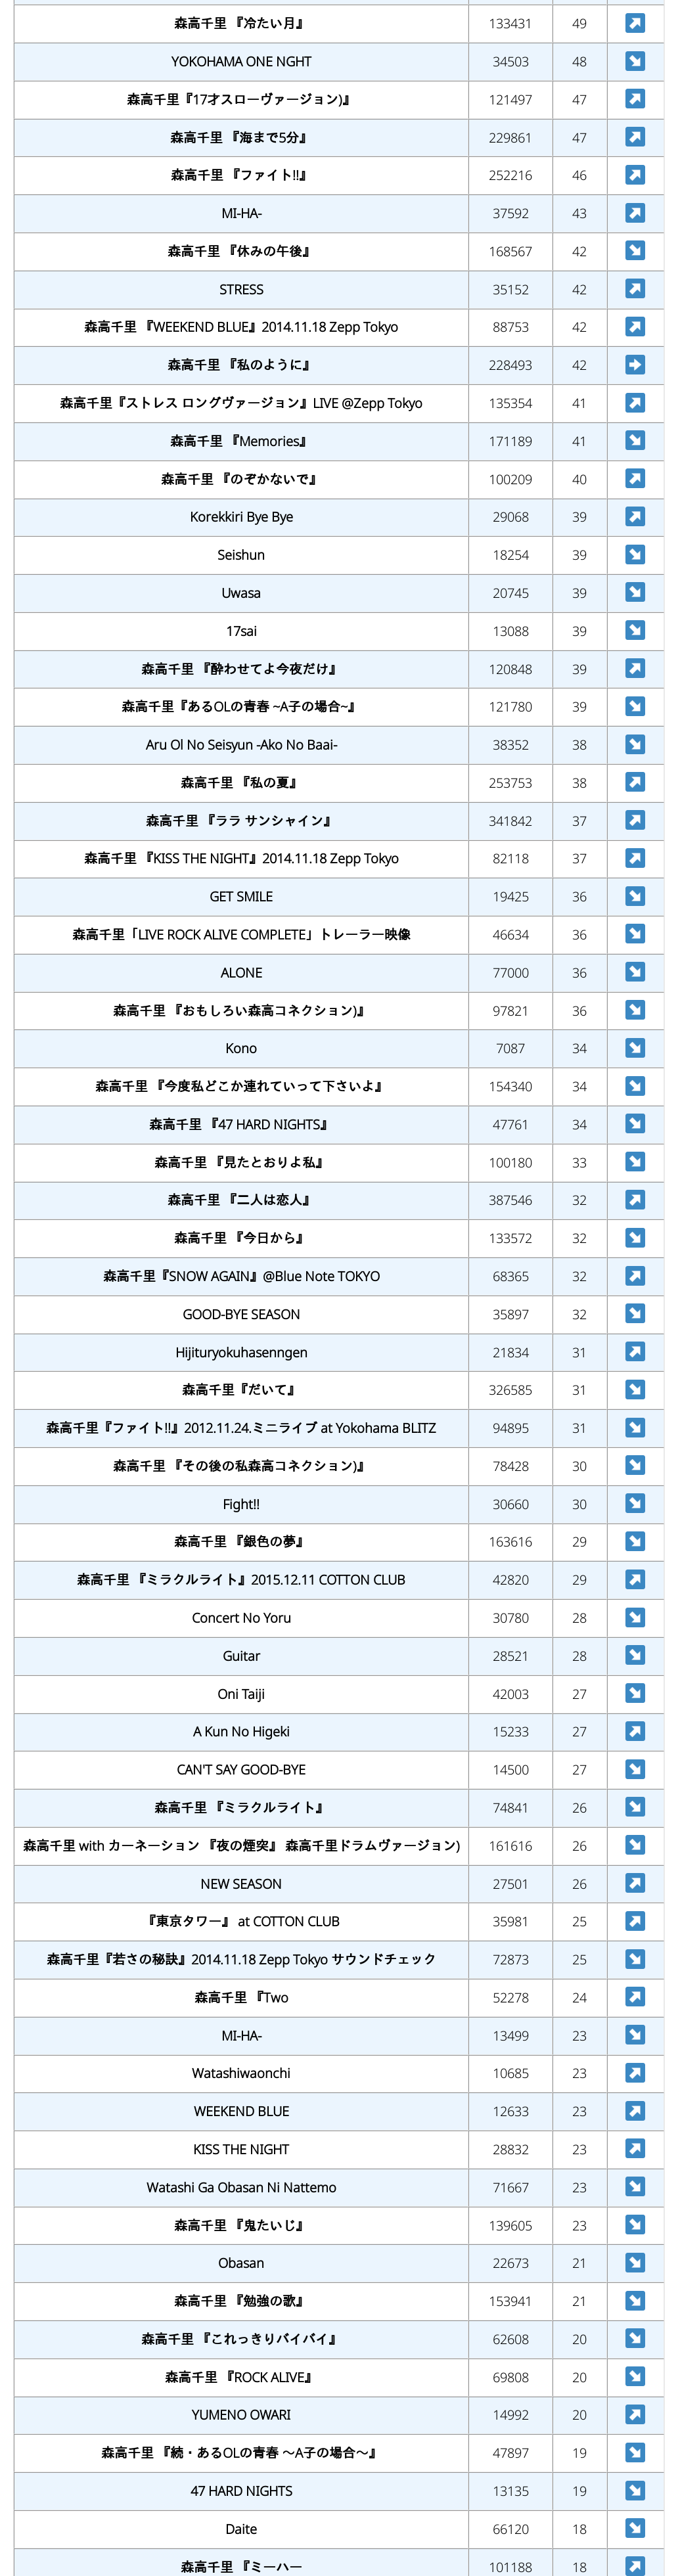 森高千里 『冷たい月』 133431 49
YOKOHAMA ONE NGHT 34503 48
森高千里『17才スローヴァージョン)』 121497 47
森高千里 『海まで5分』 229861 47
森高千里 『ファイト!!』 252216 46
MI-HA- 37592 43
森高千里 『休みの午後』 168567 42
STRESS 35152 42
森高千里 『WEEKEND BLUE』2014.11.18 Zepp Tokyo 88753 42
森高千里 『私のように』 228493 42
森高千里『ストレス ロングヴァージョン』LIVE @Zepp Tokyo 135354 41
森高千里 『Memories』 171189 41
森高千里 『のぞかないで』 100209 40
Korekkiri Bye Bye 29068 39
Seishun 18254 39
Uwasa 20745 39
17sai 13088 39
森高千里 『酔わせてよ今夜だけ』 120848 39
森高千里『あるOLの青春 ~A子の場合~』 121780 39
Aru Ol No Seisyun -Ako No Baai- 38352 38
森高千里 『私の夏』 253753 38
森高千里 『ララ サンシャイン』 341842 37
森高千里 『KISS THE NIGHT』2014.11.18 Zepp Tokyo 82118 37
GET SMILE 19425 36
森高千里「LIVE ROCK ALIVE COMPLETE」トレーラー映像 46634 36
ALONE 77000 36
森高千里 『おもしろい森高コネクション)』 97821 36
Kono 7087 34
森高千里 『今度私どこか連れていって下さいよ』 154340 34
森高千里 『47 HARD NIGHTS』 47761 34
森高千里 『見たとおりよ私』 100180 33
森高千里 『二人は恋人』 387546 32
森高千里 『今日から』 133572 32
森高千里『SNOW AGAIN』@Blue Note TOKYO 68365 32
GOOD-BYE SEASON 35897 32
Hijituryokuhasenngen 21834 31
森高千里『だいて』 326585 31
森高千里『ファイト!!』2012.11.24.ミニライブ at Yokohama BLITZ 94895 31
森高千里 『その後の私森高コネクション)』 78428 30
Fight!! 30660 30
森高千里 『銀色の夢』 163616 29
森高千里 『ミラクルライト』2015.12.11 COTTON CLUB 42820 29
Concert No Yoru 30780 28
Guitar 28521 28
Oni Taiji 42003 27
A Kun No Higeki 15233 27
CAN'T SAY GOOD-BYE 14500 27
森高千里 『ミラクルライト』 74841 26
森高千里 with カーネーション 『夜の煙突』 森高千里ドラムヴァージョン) 161616 26
NEW SEASON 27501 26
『東京タワー』 at COTTON CLUB 35981 25
森高千里『若さの秘訣』2014.11.18 Zepp Tokyo サウンドチェック 72873 25
森高千里 『Two 52278 24
MI-HA- 13499 23
Watashiwaonchi 10685 23
WEEKEND BLUE 12633 23
KISS THE NIGHT 28832 23
Watashi Ga Obasan Ni Nattemo 71667 23
森高千里 『鬼たいじ』 139605 23
Obasan 22673 21
森高千里 『勉強の歌』 153941 21
森高千里 『これっきりバイバイ』 62608 20
森高千里 『ROCK ALIVE』 69808 20
YUMENO OWARI 14992 20
森高千里 『続・あるOLの青春 〜A子の場合〜』 47897 19
47 HARD NIGHTS 13135 19
Daite 66120 18
森高千里 『ミーハー 101188 18